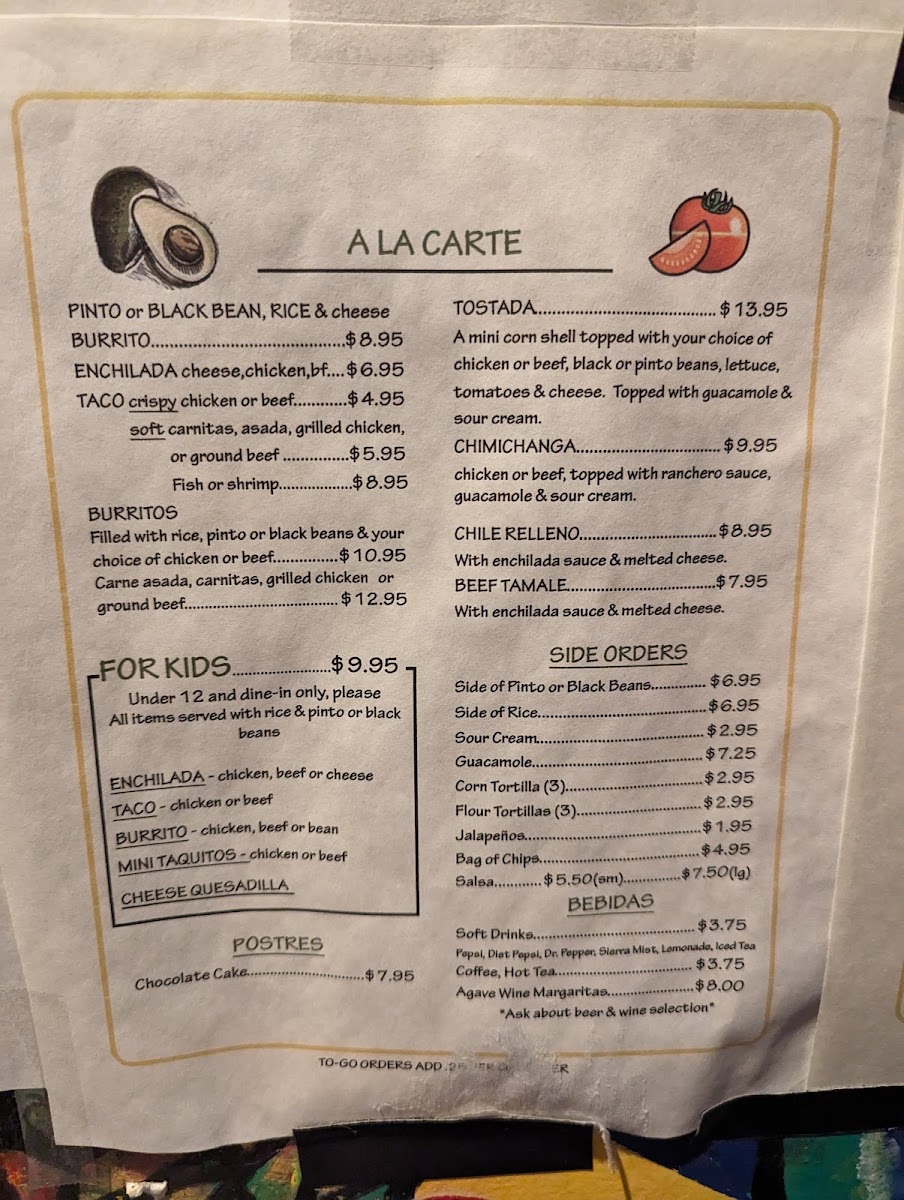 A LA CARTE
PINTO or BLACK BEAN, RICE & cheese
BURRITO.......................................$8.95
ENCHILADA cheese,chicken,bf....$6.95
TACO crispy chicken or beef............$4.95
soft carnitas, asada, grilled chicken,
or ground beef ...............$5.95
Fish or shrimp.................$8.95
BURRITOS
Filled with rice, pinto or black beans & your
choice of chicken or beef...............$10.95
Carne asada, carnitas, grilled chicken or
ground beef................................... $12.95
FOR KIDS......................$9.95
Under 12 and dine-in only, please
All items served with rice & pinto or black
beans
ENCHILADA - chicken, beef or cheese
TACO - chicken or beef
BURRITO - chicken, beef or bean
MINI TAQUITOS - chicken or beef
CHEESE QUESADILLA
POSTRES
Chocolate Cake...........................$7.95
TOSTADA........................................ $13.95
A mini corn shell topped with your choice of
chicken or beef, black or pinto beans, lettuce,
tomatoes & cheese. Topped with guacamole &
sour cream.
CHIMICHANGA................................. $9.95
chicken or beef, topped with ranchero sauce,
guacamole & sour cream.
CHILE RELLENO................................$8.95
With enchilada sauce & melted cheese.
BEEF TAMALE...................................$7.95
With enchilada sauce & melted cheese.
SIDE ORDERS
Side of Pinto or Black Beans............. $6.95
Side of Rice.......................................$6.95
Sour Cream....................................... $2.95
Guacamole........................................$7.25
Corn Tortilla (3)................................$2.95
Flour Tortillas (3).............................$2.95
Jalapeños.........................................$1.95
Bag of Chips.....................................$4.95
Salsa...........$5.50(sm).............$7.50(lg)
BEBIDAS
Soft Drinks.......................................$3.75
Pepsi, Diet Pepsi, Dr. Pepper, Sierra Mist, Lemonade, Iced Tea
Coffee, Hot Tea................................. $3.75
Agave Wine Margaritas.....................$8.00
*Ask about beer & wine selection*
TO-GO ORDERS ADD